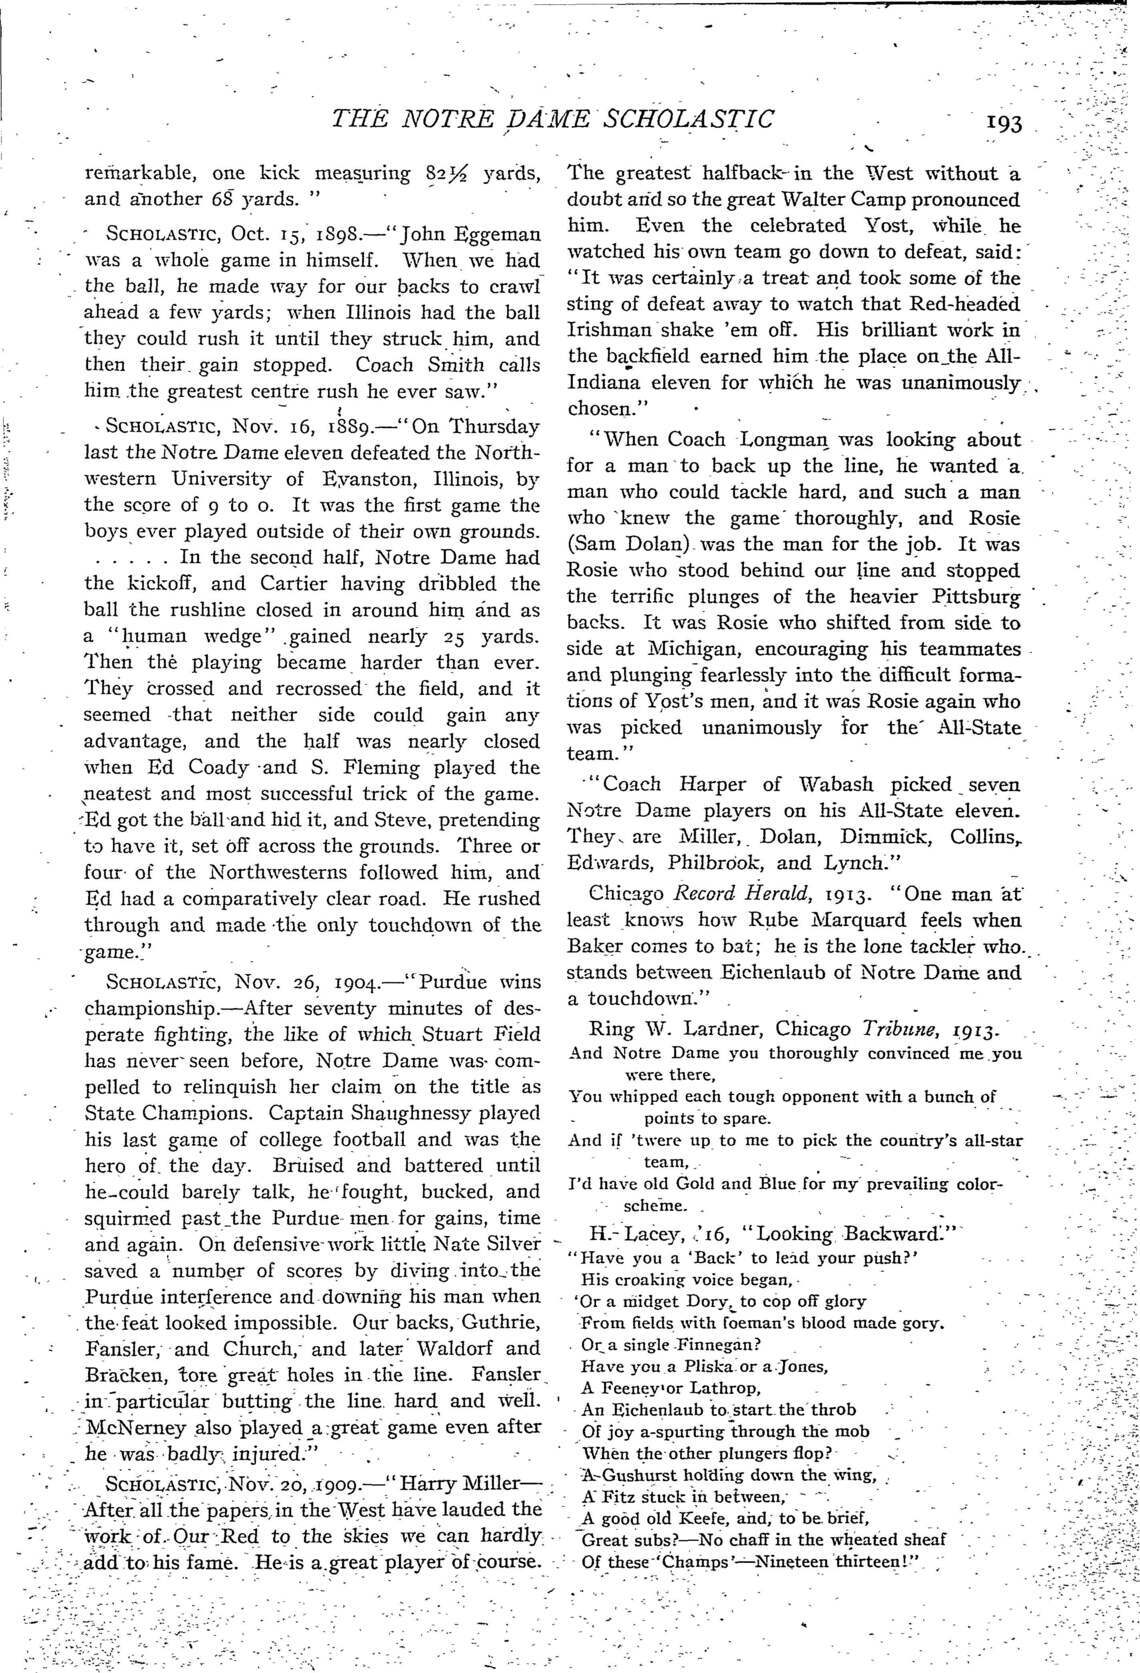 THE NOTRE DAME SCHOLASTIC
193
remarkable, one kick measuring 82½ yards,
and another 68 yards. "
SCHOLASTIC, Oct. 15, 1898.—"John Eggeman
was a whole game in himself. When we had
the ball, he made way for our backs to crawl
ahead a few yards; when Illinois had the ball
they could rush it until they struck him, and
then their gain stopped. Coach Smith calls
him the greatest centre rush he ever saw."
SCHOLASTIC, Nov. 16, 1889.—"On Thursday
last the Notre Dame eleven defeated the North-
western University of Evanston, Illinois, by
the score of 9 to 0. It was the first game the
boys ever played outside of their own grounds.
. . . . . In the second half, Notre Dame had
the kickoff, and Cartier having dribbled the
ball the rushline closed in around him and as
a "human wedge" gained nearly 25 yards.
Then the playing became harder than ever.
They crossed and recrossed the field, and it
seemed that neither side could gain any
advantage, and the half was nearly closed
when Ed Coady and S. Fleming played the
neatest and most successful trick of the game.
Ed got the ball and hid it, and Steve, pretending
to have it, set off across the grounds. Three or
four of the Northwesterns followed him, and
Ed had a comparatively clear road. He rushed
through and made the only touchdown of the
game."
SCHOLASTIC, Nov. 26, 1904.—"Purdue wins
championship.—After seventy minutes of des-
perate fighting, the like of which Stuart Field
has never seen before, Notre Dame was com-
pelled to relinquish her claim on the title as
State Champions. Captain Shaughnessy played
his last game of college football and was the
hero of the day. Bruised and battered until
he could barely talk, he fought, bucked, and
squirmed past the Purdue men for gains, time
and again. On defensive work little Nate Silver
saved a number of scores by diving into the
Purdue interference and downing his man when
the feat looked impossible. Our backs, Guthrie,
Fansler, and Church, and later Waldorf and
Bracken, tore great holes in the line. Fansler
in particular butting the line hard and well.
McNerney also played a great game even after
he was badly injured."
SCHOLASTIC, Nov. 20, 1909.—"Harry Miller—
After all the papers in the West have lauded the
work of Our Red to the skies we can hardly
add to his fame. He is a great player of course.
The greatest halfback in the West without a
doubt and so the great Walter Camp pronounced
him. Even the celebrated Yost, while he
watched his own team go down to defeat, said:
"It was certainly a treat and took some of the
sting of defeat away to watch that Red-headed
Irishman shake 'em off. His brilliant work in
the backfield earned him the place on the All-
Indiana eleven for which he was unanimously
chosen."
"When Coach Longman was looking about
for a man to back up the line, he wanted a
man who could tackle hard, and such a man
who knew the game thoroughly, and Rosie
(Sam Dolan) was the man for the job. It was
Rosie who stood behind our line and stopped
the terrific plunges of the heavier Pittsburg
backs. It was Rosie who shifted from side to
side at Michigan, encouraging his teammates
and plunging fearlessly into the difficult forma-
tions of Yost's men, and it was Rosie again who
was picked unanimously for the All-State
team."
"Coach Harper of Wabash picked seven
Notre Dame players on his All-State eleven.
They are Miller, Dolan, Dimmick, Collins,
Edwards, Philbrook, and Lynch."
Chicago Record Herald, 1913. "One man at
least knows how Rube Marquard feels when
Baker comes to bat; he is the lone tackler who
stands between Eichenlaub of Notre Dame and
a touchdown."
Ring W. Lardner, Chicago Tribune, 1913.
And Notre Dame you thoroughly convinced me you
were there,
You whipped each tough opponent with a bunch of
points to spare.
And if 'twere up to me to pick the country's all-star
team,
I'd have old Gold and Blue for my prevailing color-
scheme.
H. Lacey, '16, "Looking Backward."
"Have you a 'Back' to lead your push?'
His croaking voice began,
'Or a midget Dory to cop off glory
From fields with foeman's blood made gory.
Or a single Finnegan?
Have you a Pliska or a Jones,
A Feeney or Lathrop,
An Eichenlaub to start the throb
Of joy a-spurting through the mob
When the other plungers flop?
A Gushurst holding down the wing,
A Fitz stuck in between,
A good old Keefe, and, to be brief,
Great subs?—No chaff in the wheated sheaf
Of these 'Champs'—Nineteen thirteen!"